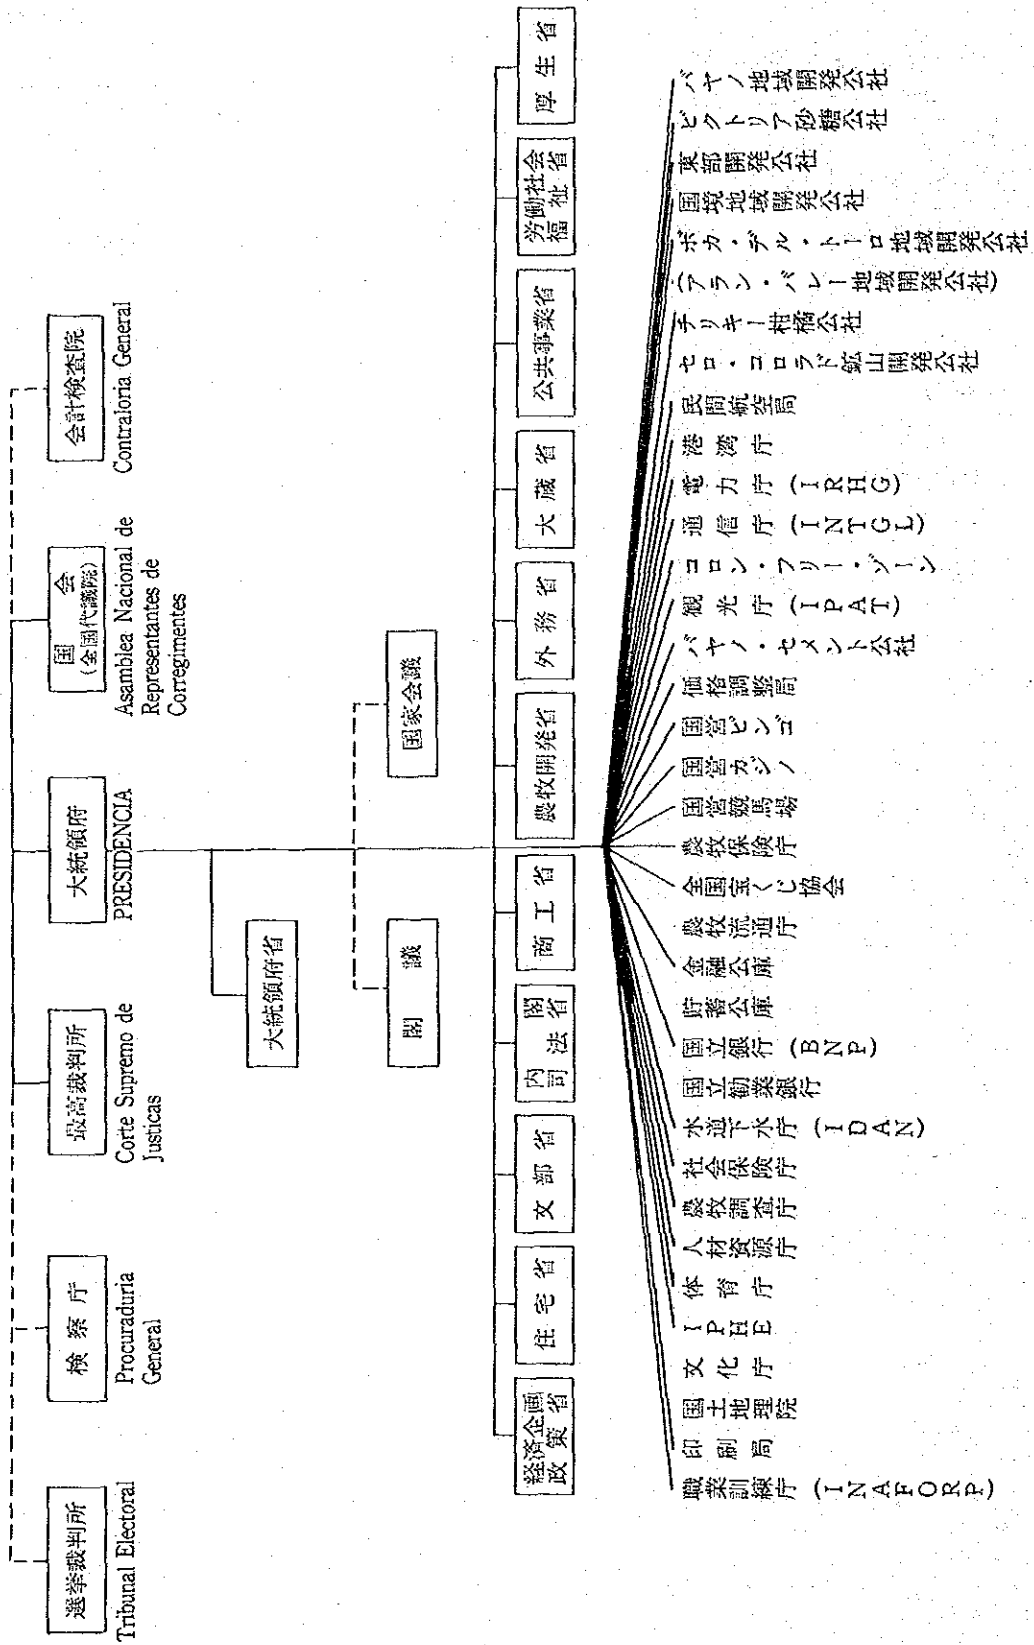 選挙裁判所
Tribunal Electoral
検察庁
Procuraduria
General
最高裁判所
Corte Supremo de
Justicas
大統領府
PRESIDENCIA
国会
(全国代議院)
Asamblea Nacional de
Representantes de
Corregimentes
会計検査院
Contraloria General
大統領府省
閣議
国家会議
経済企画
政策省
住宅省
文部省
内閣
司法省
商工省
農牧開発省
外務省
大蔵省
公共事業省
労働社会
福祉省
厚生省
職業訓練庁 (INAFORP)
印刷局
国土地理院
文化庁
IPHE
体育庁
人材資源庁
農牧調査庁
社会保険庁
水道下水庁 (IDAN)
国立勧業銀行
国立銀行 (BNP)
貯蓄公庫
金融公庫
農牧流通庁
全国宝くじ協会
農牧保険庁
国営競馬場
国営カジノ
国営ビンゴ
価格調整局
バヤノ・セメント公社
観光庁 (IPAT)
コロン・フリー・ゾーン
通信庁 (INTGL)
電力庁 (IRHG)
港湾庁
民間航空局
セロ・コロラド鉱山開発公社
チリキー柑橘公社
(アラン・バレー地域開発公社)
ボカ・デル・トーロ地域開発公社
国境地域開発公社
東部開発公社
ビクトリア砂糖公社
バヤノ地域開発公社